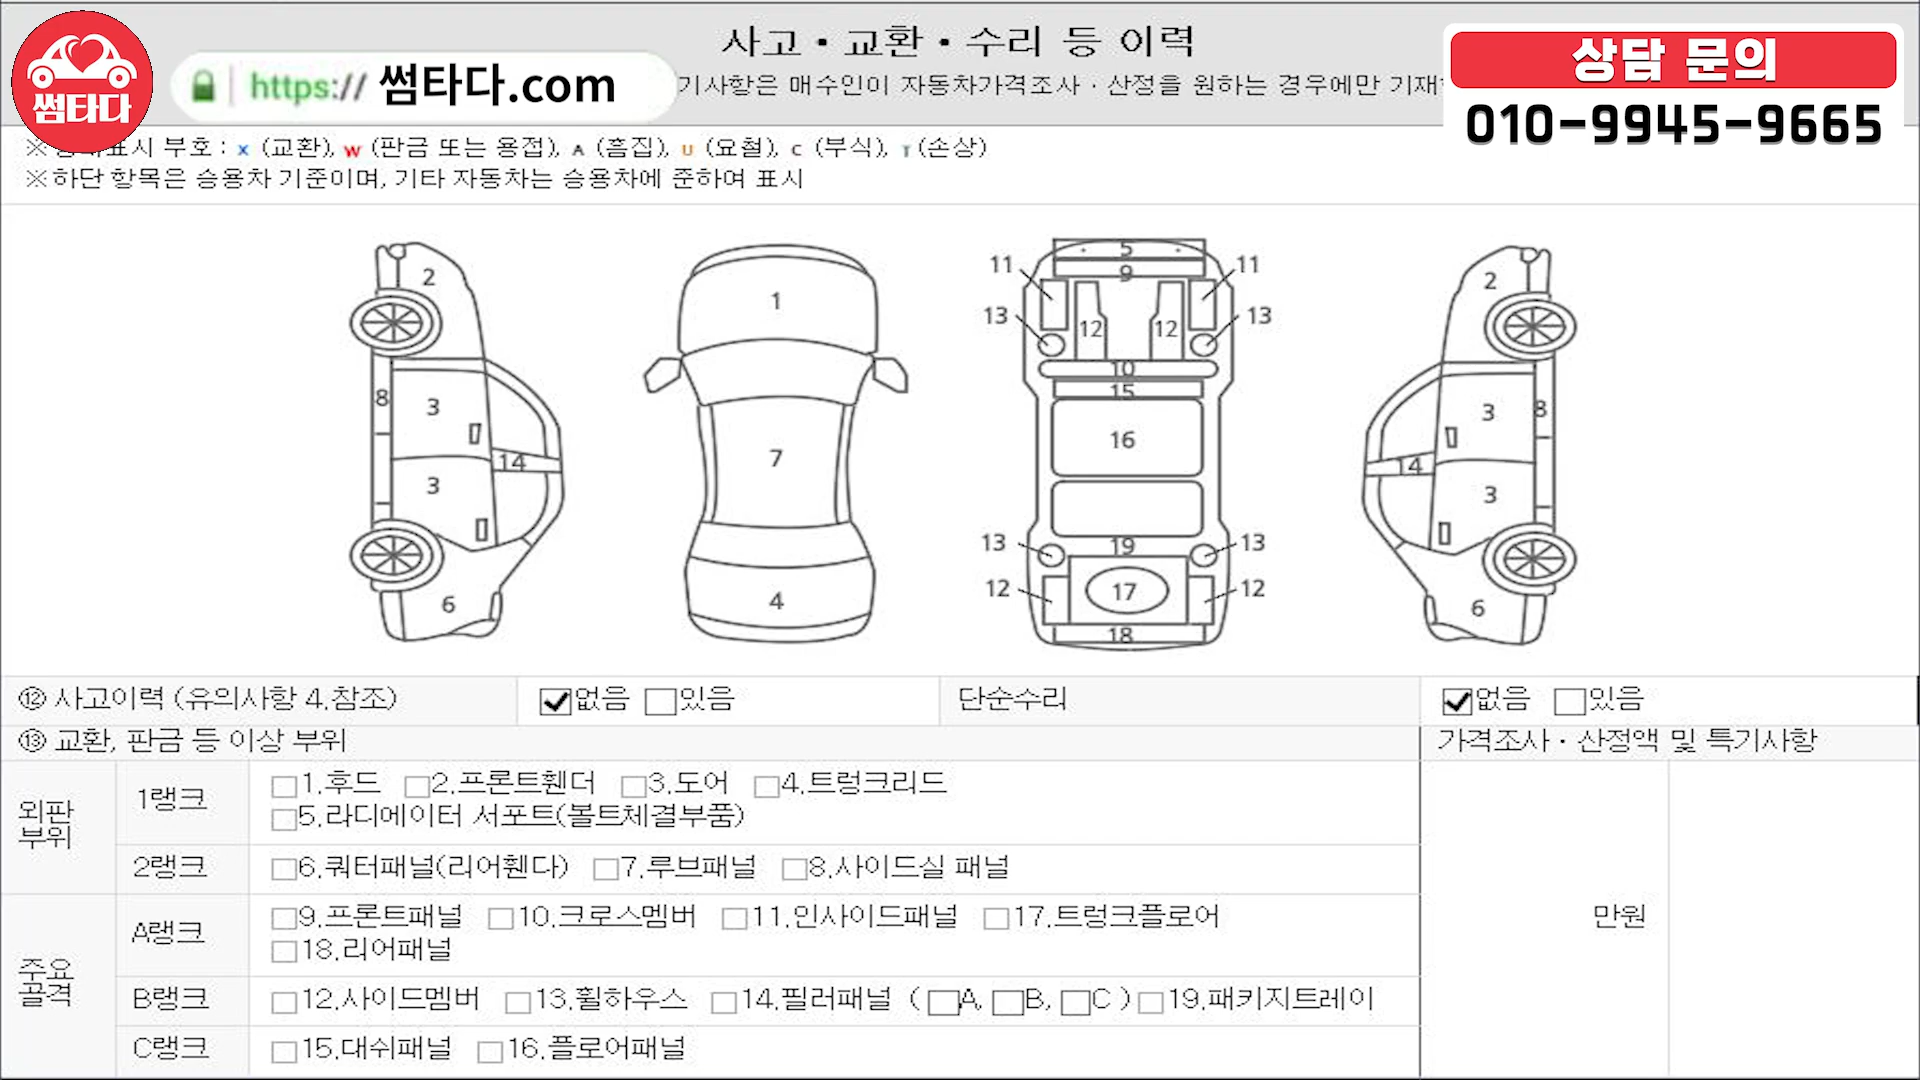 사고 · 교환 · 수리 등 이력
썸타다
https:// 썸타다.com
기사항은 매수인이 자동차가격조사 · 산정을 원하는 경우에만 기재
상담 문의
010-9945-9665
※ 표시 부호 : X (교환), W (판금 또는 용접), A (흠집), U (요철), C (부식), T (손상)
※ 하단 항목은 승용차 기준이며, 기타 자동차는 승용차에 준하여 표시
2 8 3 3 14 6
1 7 4
5 9 11 11 13 13 12 12 10 15 16 19 13 13 12 12 17 18
2 3 8 14 3 6
⑫ 사고이력 (유의사항 4.참조) 없음 있음 단순수리 없음 있음
⑬ 교환, 판금 등 이상 부위 가격조사 · 산정액 및 특기사항
외판 부위
1랭크 1.후드 2.프론트휀더 3.도어 4.트렁크리드
5.라디에이터 서포트(볼트체결부품)
2랭크 6.쿼터패널(리어휀다) 7.루브패널 8.사이드실 패널
주요 골격
A랭크 9.프론트패널 10.크로스멤버 11.인사이드패널 17.트렁크플로어
18.리어패널
만원
B랭크 12.사이드멤버 13.휠하우스 14.필러패널 ( A, B, C ) 19.패키지트레이
C랭크 15.대쉬패널 16.플로어패널